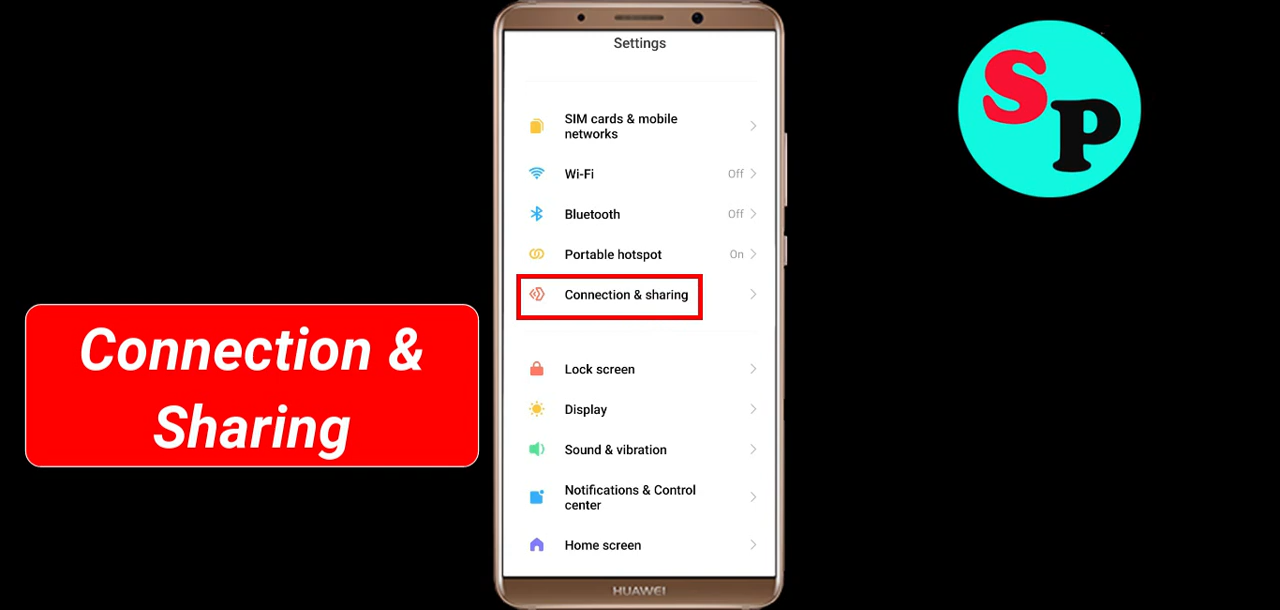 Settings
SIM cards & mobile
networks
Wi-Fi
Off
Bluetooth
Off
Portable hotspot
On
Connection & sharing
Lock screen
Display
Sound & vibration
Notifications & Control
center
Home screen
HUAWEI
Connection &
Sharing
SP